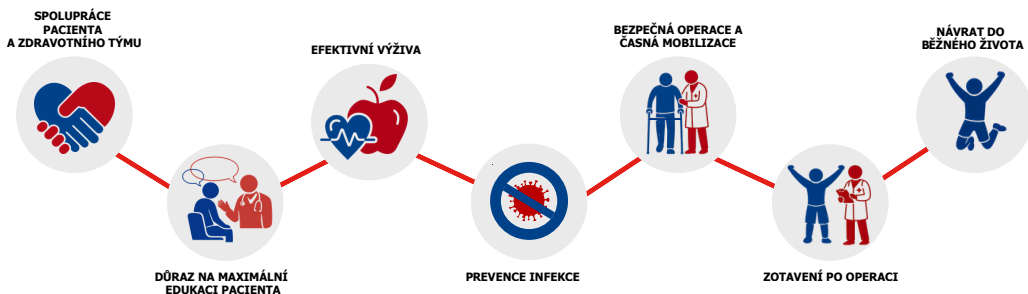 SPOLUPRÁCE
PACIENTA
A ZDRAVOTNÍHO TÝMU
DŮRAZ NA MAXIMÁLNÍ
EDUKACI PACIENTA
EFEKTIVNÍ VÝŽIVA
PREVENCE INFEKCE
BEZPEČNÁ OPERACE A
ČASNÁ MOBILIZACE
ZOTAVENÍ PO OPERACI
NÁVRAT DO
BĚŽNÉHO ŽIVOTA